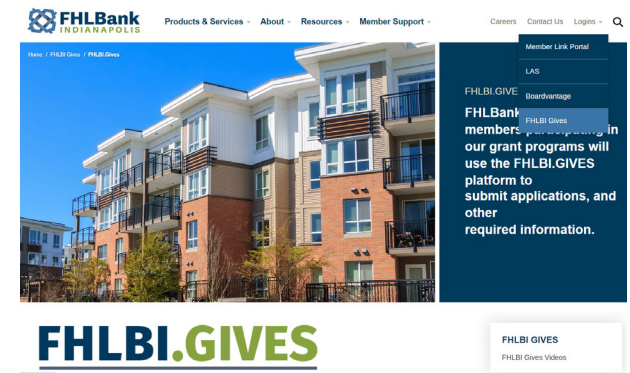 FHLBank
INDIANAPOLIS
Products & Services About Resources Member Support
Careers Contact Us Logins
Home / FHLBI Gives / FHLBI.Gives
Member Link Portal
LAS
Boardvantage
FHLBI Gives
FHLBI.GIVE
FHLBank
members participating in
our grant programs will
use the FHLBI.GIVES
platform to
submit applications, and
other
required information.
FHLBI.GIVES
FHLBI GIVES
FHLBI Gives Videos